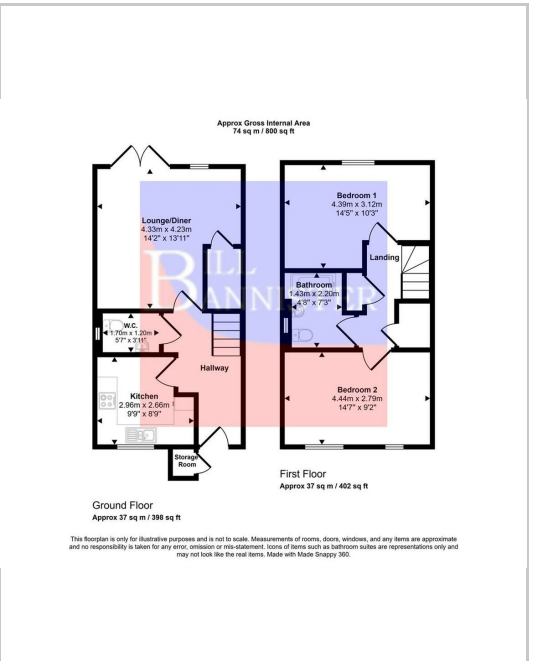 Approx Gross Internal Area
74 sq m / 800 sq ft
Lounge/Diner
4.33m x 4.23m
14'2" x 13'11"
W.C.
1.70m x 1.20m
5'7" x 3'11"
Hallway
Kitchen
2.96m x 2.66m
9'9" x 8'9"
Storage
Room
Ground Floor
Approx 37 sq m / 398 sq ft
Bedroom 1
4.39m x 3.12m
14'5" x 10'3"
Landing
Bathroom
1.43m x 2.20m
4'8" x 7'3"
Bedroom 2
4.44m x 2.79m
14'7" x 9'2"
First Floor
Approx 37 sq m / 402 sq ft
BILL
BANNISTER
This floorplan is only for illustrative purposes and is not to scale. Measurements of rooms, doors, windows, and any items are approximate
and no responsibility is taken for any error, omission or mis-statement. Icons of items such as bathroom suites are representations only and
may not look like the real items. Made with Made Snappy 360.